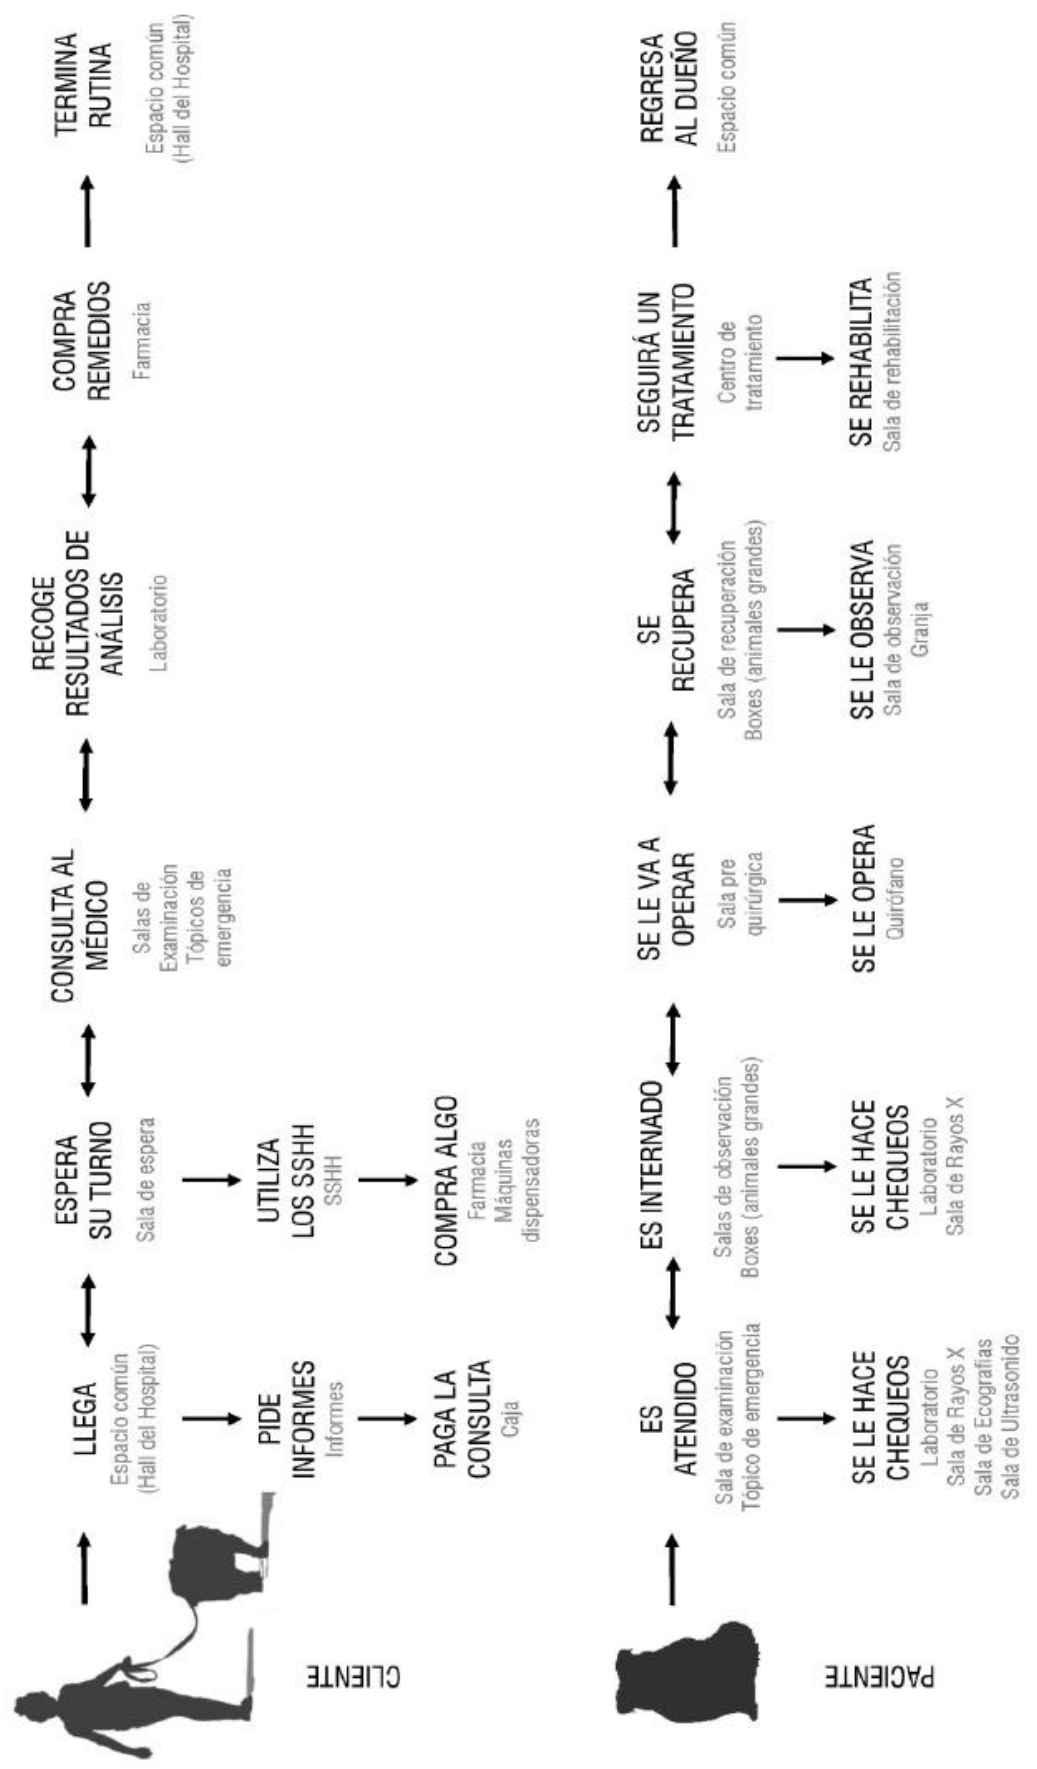 CLIENTE
LLEGA
Espacio común
(Hall del Hospital)
PIDE
INFORMES
Informes
PAGA LA
CONSULTA
Caja
ESPERA
SU TURNO
Sala de espera
UTILIZA
LOS SSHH
SSHH
COMPRA ALGO
Farmacia
Máquinas
dispensadoras
CONSULTA AL
MÉDICO
Salas de
Examinación
Tópicos de
emergencia
RECOGE
RESULTADOS DE
ANÁLISIS
Laboratorio
COMPRA
REMEDIOS
Farmacia
TERMINA
RUTINA
Espacio común
(Hall del Hospital)
PACIENTE
ES
ATENDIDO
Sala de examinación
Tópico de emergencia
SE LE HACE
CHEQUEOS
Laboratorio
Sala de Rayos X
Sala de Ecografías
Sala de Ultrasonido
ES INTERNADO
Salas de observación
Boxes (animales grandes)
SE LE HACE
CHEQUEOS
Laboratorio
Sala de Rayos X
SE LE VA A
OPERAR
Sala pre
quirúrgica
SE LE OPERA
Quirófano
SE
RECUPERA
Sala de recuperación
Boxes (animales grandes)
SE LE OBSERVA
Sala de observación
Granja
SEGUIRÁ UN
TRATAMIENTO
Centro de
tratamiento
SE REHABILITA
Sala de rehabilitación
REGRESA
AL DUEÑO
Espacio común